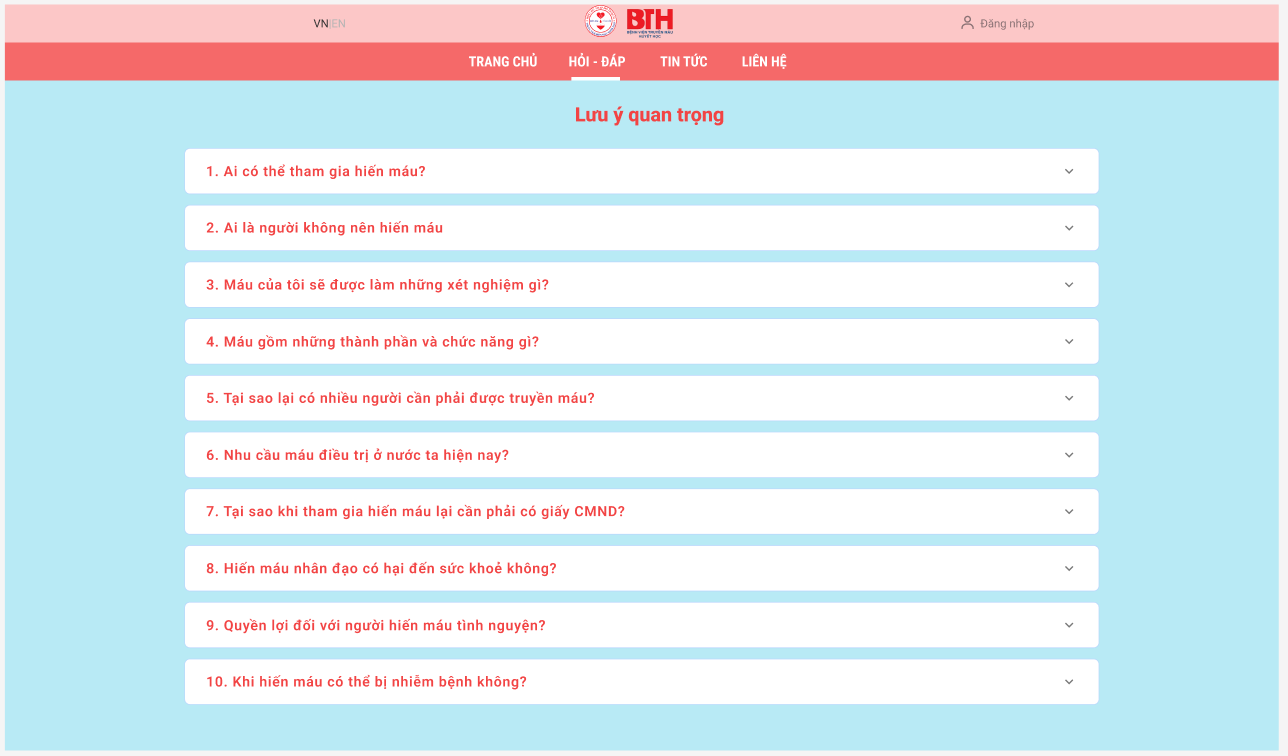 VN|EN
BTH
BỆNH VIỆN TRUYỀN MÁU
HUYẾT HỌC
Đăng nhập
TRANG CHỦ HỎI - ĐÁP TIN TỨC LIÊN HỆ
Lưu ý quan trọng
1. Ai có thể tham gia hiến máu?
2. Ai là người không nên hiến máu
3. Máu của tôi sẽ được làm những xét nghiệm gì?
4. Máu gồm những thành phần và chức năng gì?
5. Tại sao lại có nhiều người cần phải được truyền máu?
6. Nhu cầu máu điều trị ở nước ta hiện nay?
7. Tại sao khi tham gia hiến máu lại cần phải có giấy CMND?
8. Hiến máu nhân đạo có hại đến sức khoẻ không?
9. Quyền lợi đối với người hiến máu tình nguyện?
10. Khi hiến máu có thể bị nhiễm bệnh không?